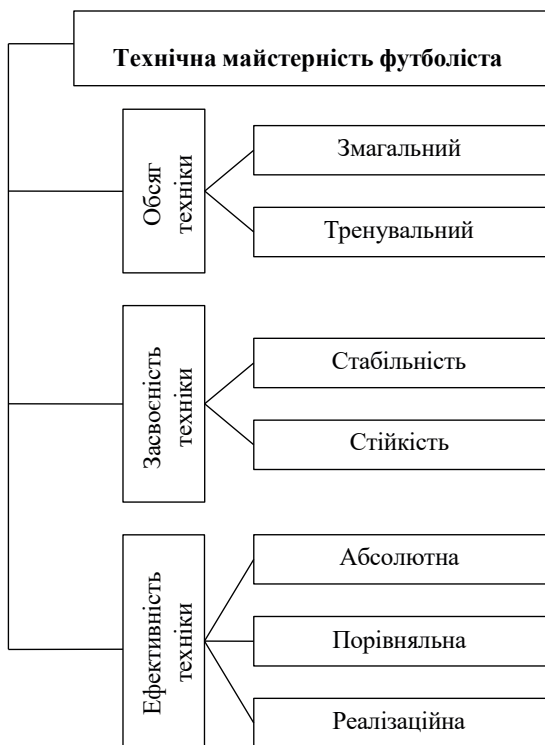 Технічна майстерність футболіста
Обсяг
техніки
Змагальний
Тренувальний
Засвоєність
техніки
Стабільність
Стійкість
Ефективність
техніки
Абсолютна
Порівняльна
Реалізаційна